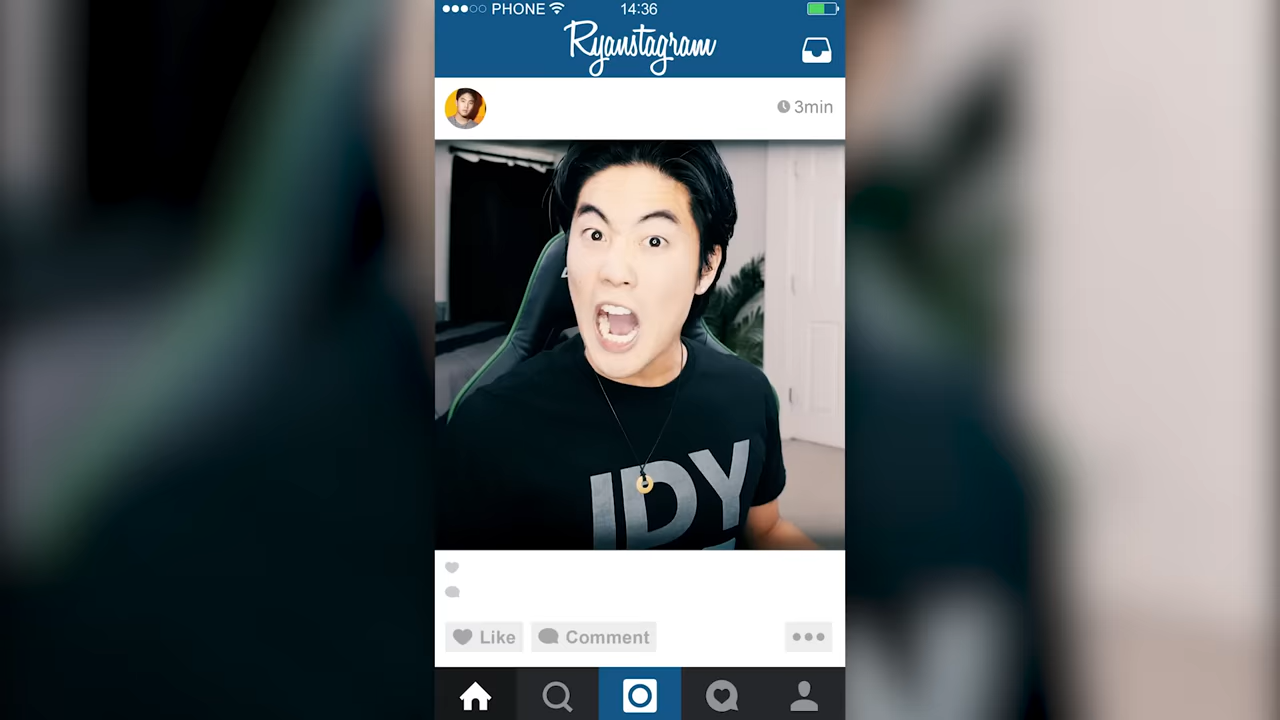 PHONE 14:36
Ryanstagram
3min
IDY
Like Comment